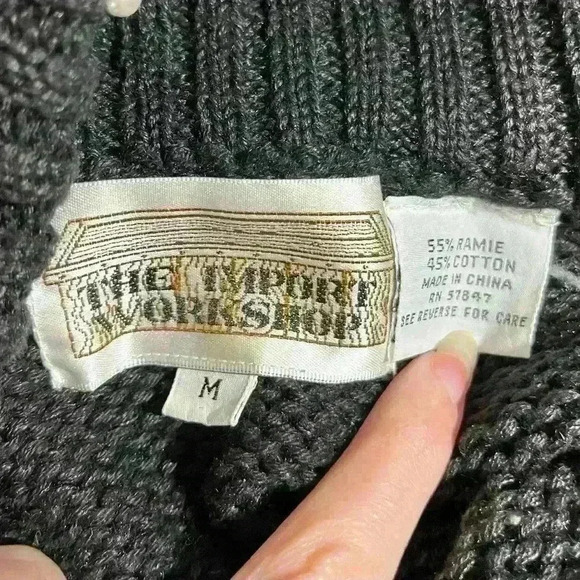 THE IMPORT
WORKSHOP
M
55% RAMIE
45% COTTON
MADE IN CHINA
RN 57847
SEE REVERSE FOR CARE